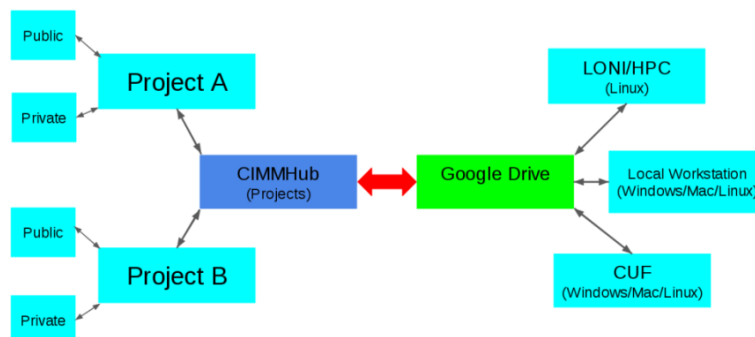 Public
Project A
Private
LONI/HPC
(Linux)
CIMMHub
(Projects)
Google Drive
Local Workstation
(Windows/Mac/Linux)
Public
Project B
Private
CUF
(Windows/Mac/Linux)